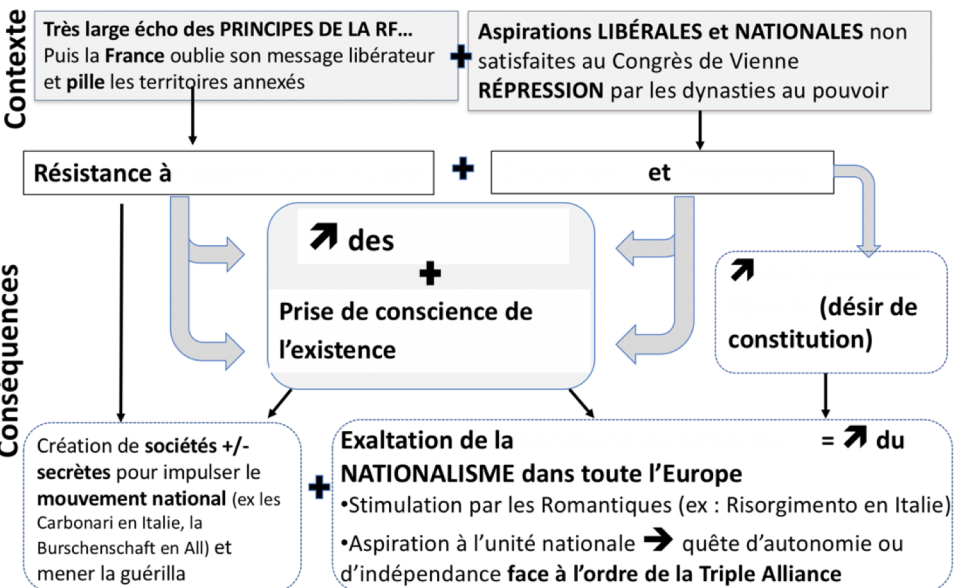 Contexte
Très large écho des PRINCIPES DE LA RF...
Puis la France oublie son message libérateur
et pille les territoires annexés
+
Aspirations LIBÉRALES et NATIONALES non
satisfaites au Congrès de Vienne
RÉPRESSION par les dynasties au pouvoir
Résistance à
+
et
Conséquences
des
+
Prise de conscience de
l'existence
(désir de
constitution)
Création de sociétés +/-
secrètes pour impulser le
mouvement national (ex les
Carbonari en Italie, la
Burschenschaft en All) et
mener la guérilla
+
Exaltation de la = ↗ du
NATIONALISME dans toute l'Europe
•Stimulation par les Romantiques (ex : Risorgimento en Italie)
•Aspiration à l'unité nationale ➔ quête d'autonomie ou
d'indépendance face à l'ordre de la Triple Alliance